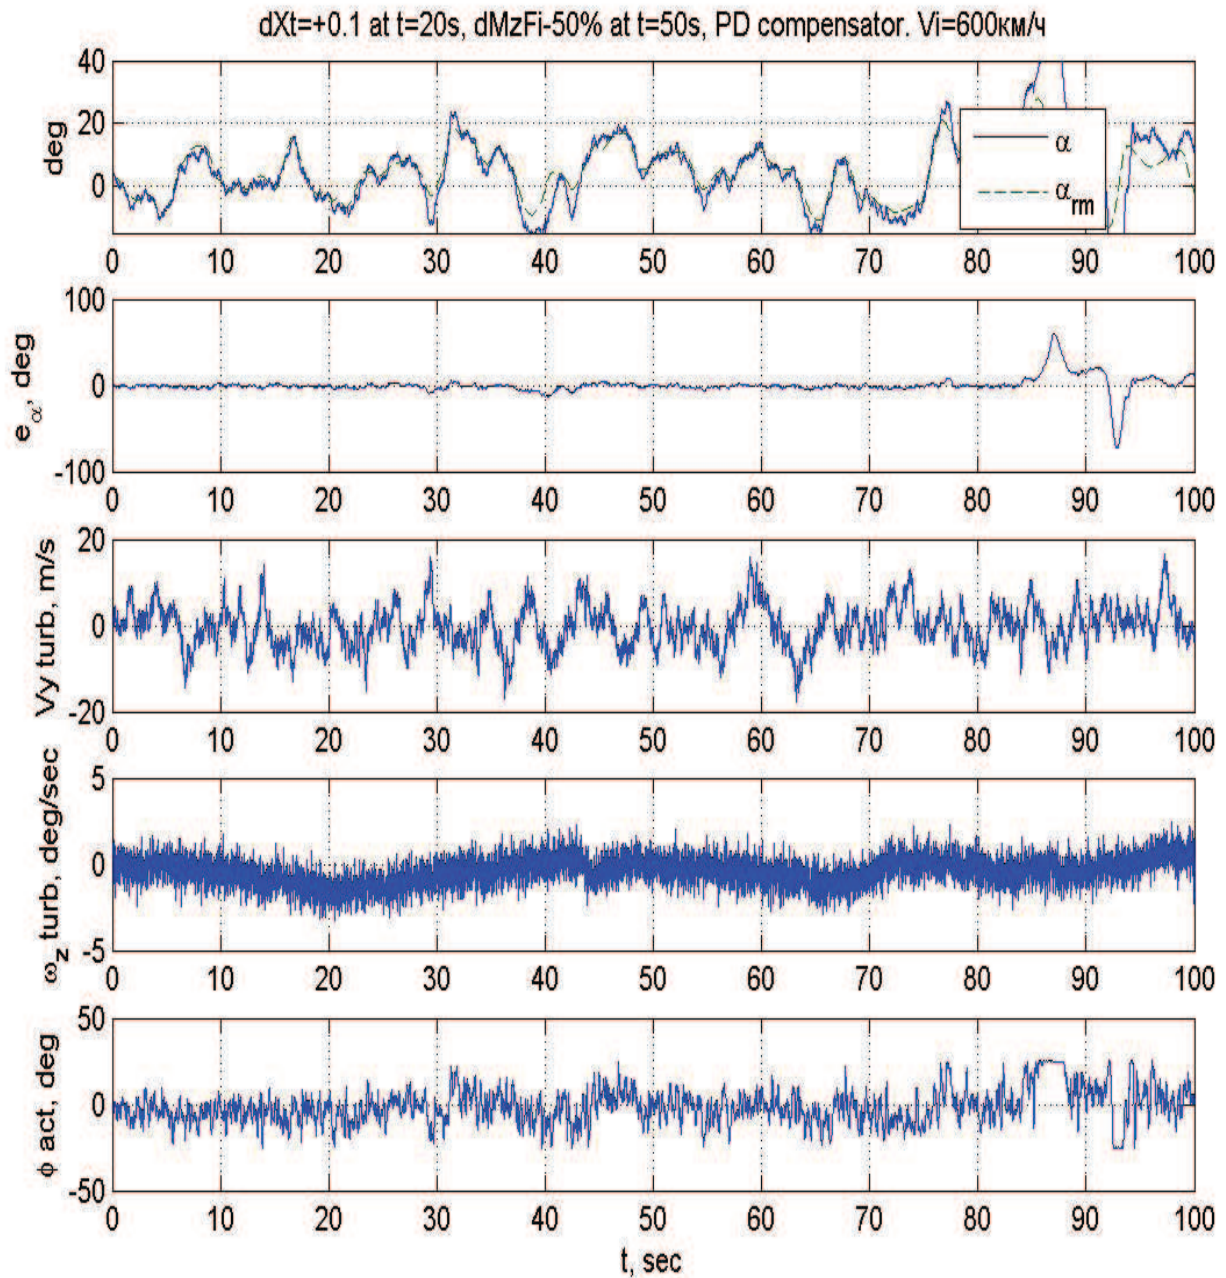 dXt=+0.1 at t=20s, dMzFi-50% at t=50s, PD compensator. Vi=600км/ч
deg
40
20
0
α
α_rm
0 10 20 30 40 50 60 70 80 90 100
e_α, deg
100
0
-100
0 10 20 30 40 50 60 70 80 90 100
Vy turb, m/s
20
0
-20
0 10 20 30 40 50 60 70 80 90 100
ω_z turb, deg/sec
5
0
-5
0 10 20 30 40 50 60 70 80 90 100
ϕ act, deg
50
0
-50
0 10 20 30 40 50 60 70 80 90 100
t, sec